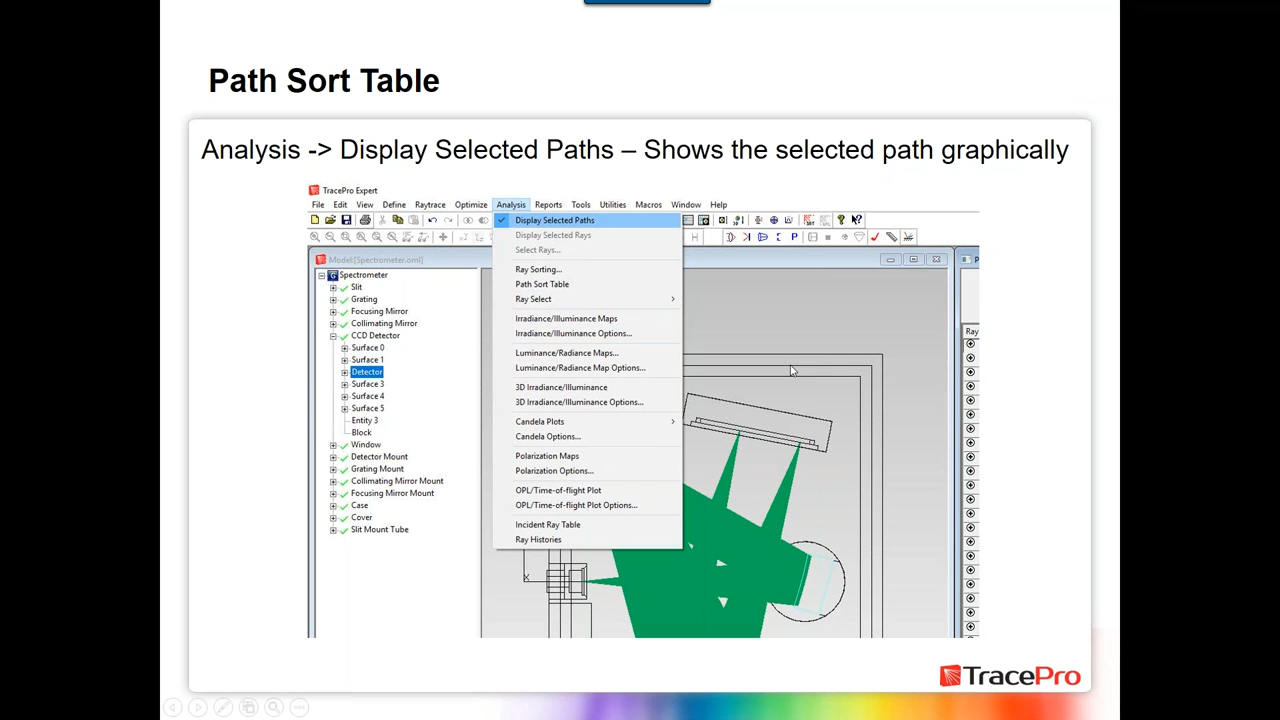 Path Sort Table
Analysis -> Display Selected Paths – Shows the selected path graphically
TracePro Expert
File Edit View Define Raytrace Optimize Analysis Reports Tools Utilities Macros Window Help
Display Selected Paths
Display Selected Rays
Select Rays...
Ray Sorting...
Path Sort Table
Ray Select
Irradiance/Illuminance Maps
Irradiance/Illuminance Options...
Luminance/Radiance Maps...
Luminance/Radiance Map Options...
3D Irradiance/Illuminance
3D Irradiance/Illuminance Options...
Candela Plots
Candela Options...
Polarization Maps
Polarization Options...
OPL/Time-of-flight Plot
OPL/Time-of-flight Plot Options...
Incident Ray Table
Ray Histories
Model:[Spectrometer.oml]
Spectrometer
Slit
Grating
Focusing Mirror
Collimating Mirror
CCD Detector
Surface 0
Surface 1
Detector
Surface 3
Surface 4
Surface 5
Entity 3
Block
Window
Detector Mount
Grating Mount
Collimating Mirror Mount
Focusing Mirror Mount
Case
Cover
Slit Mount Tube
Ray
X
TracePro